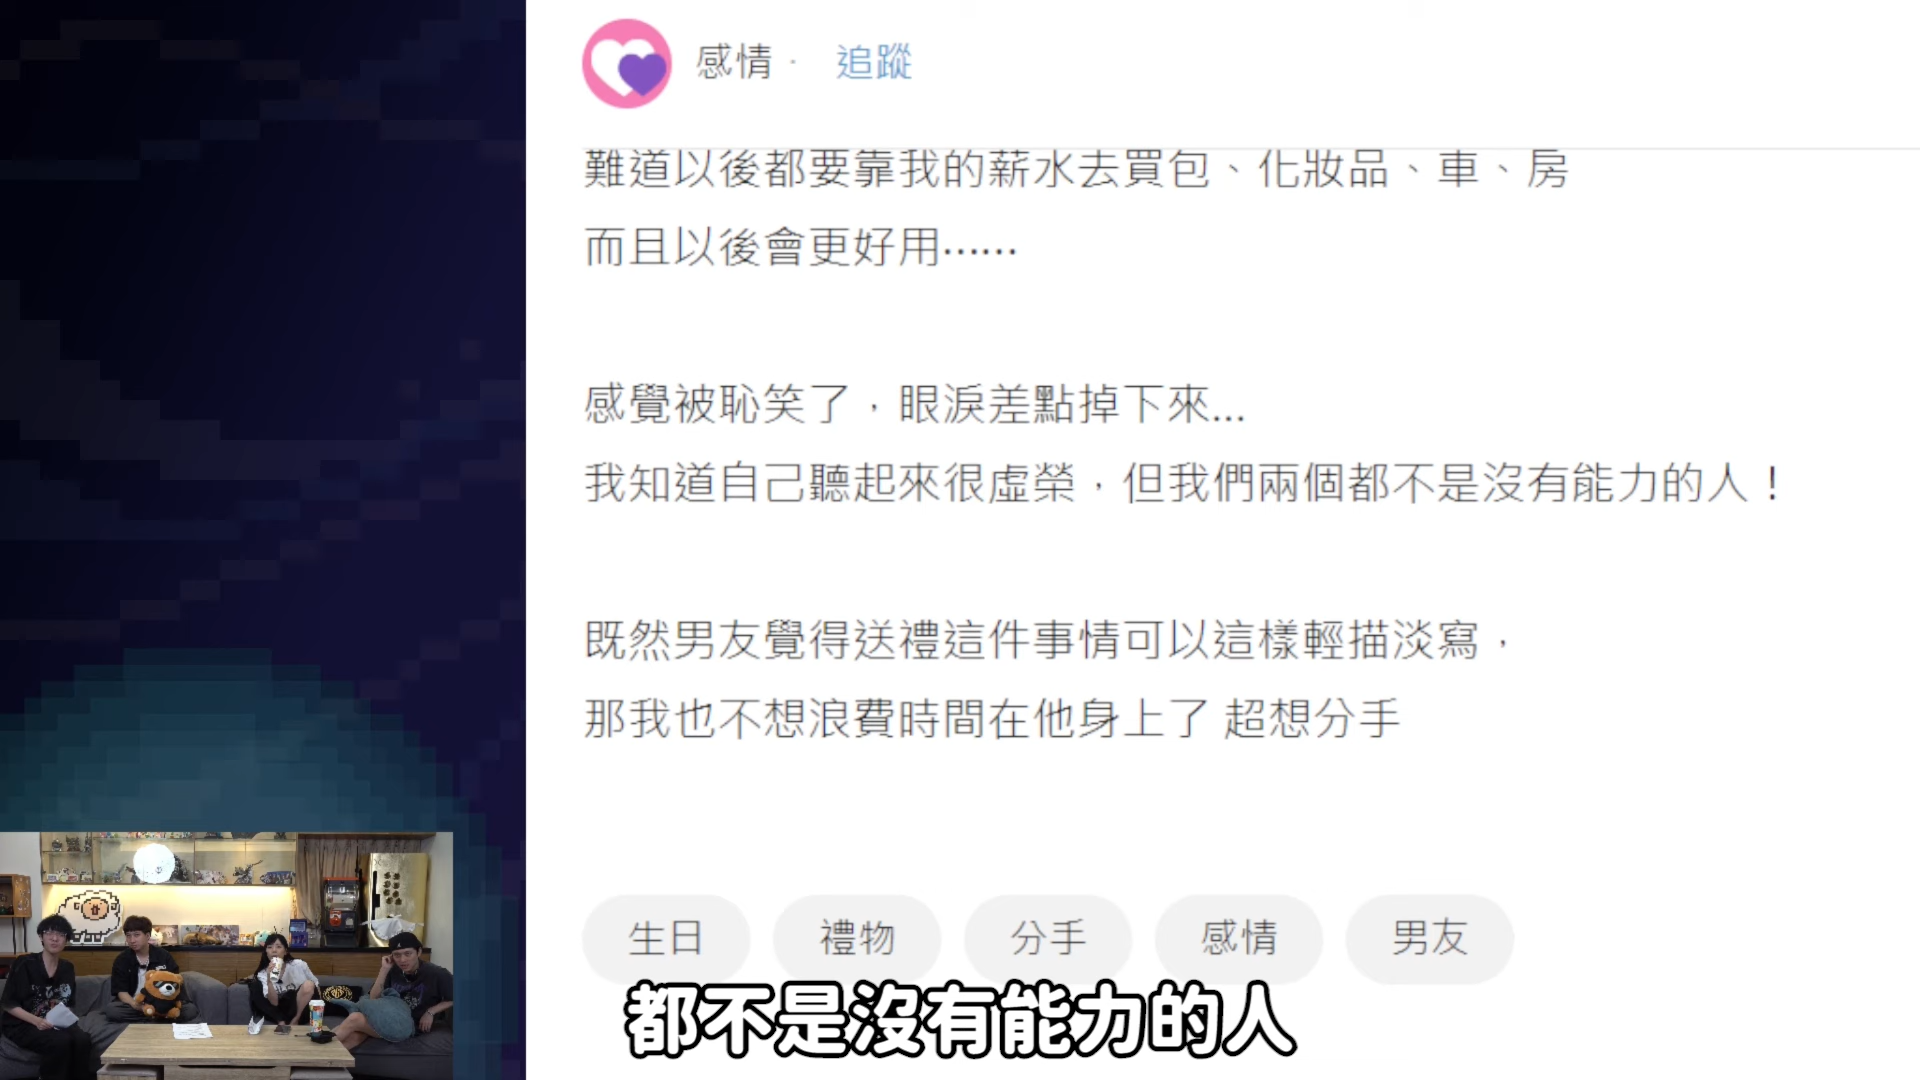 感情· 追蹤
難道以後都要靠我的薪水去買包、化妝品、車、房
而且以後會更好用⋯⋯
感覺被恥笑了，眼淚差點掉下來...
我知道自己聽起來很虛榮，但我們兩個都不是沒有能力的人！
既然男友覺得送禮這件事情可以這樣輕描淡寫，
那我也不想浪費時間在他身上了 超想分手
生日 禮物 分手 感情 男友
都不是沒有能力的人